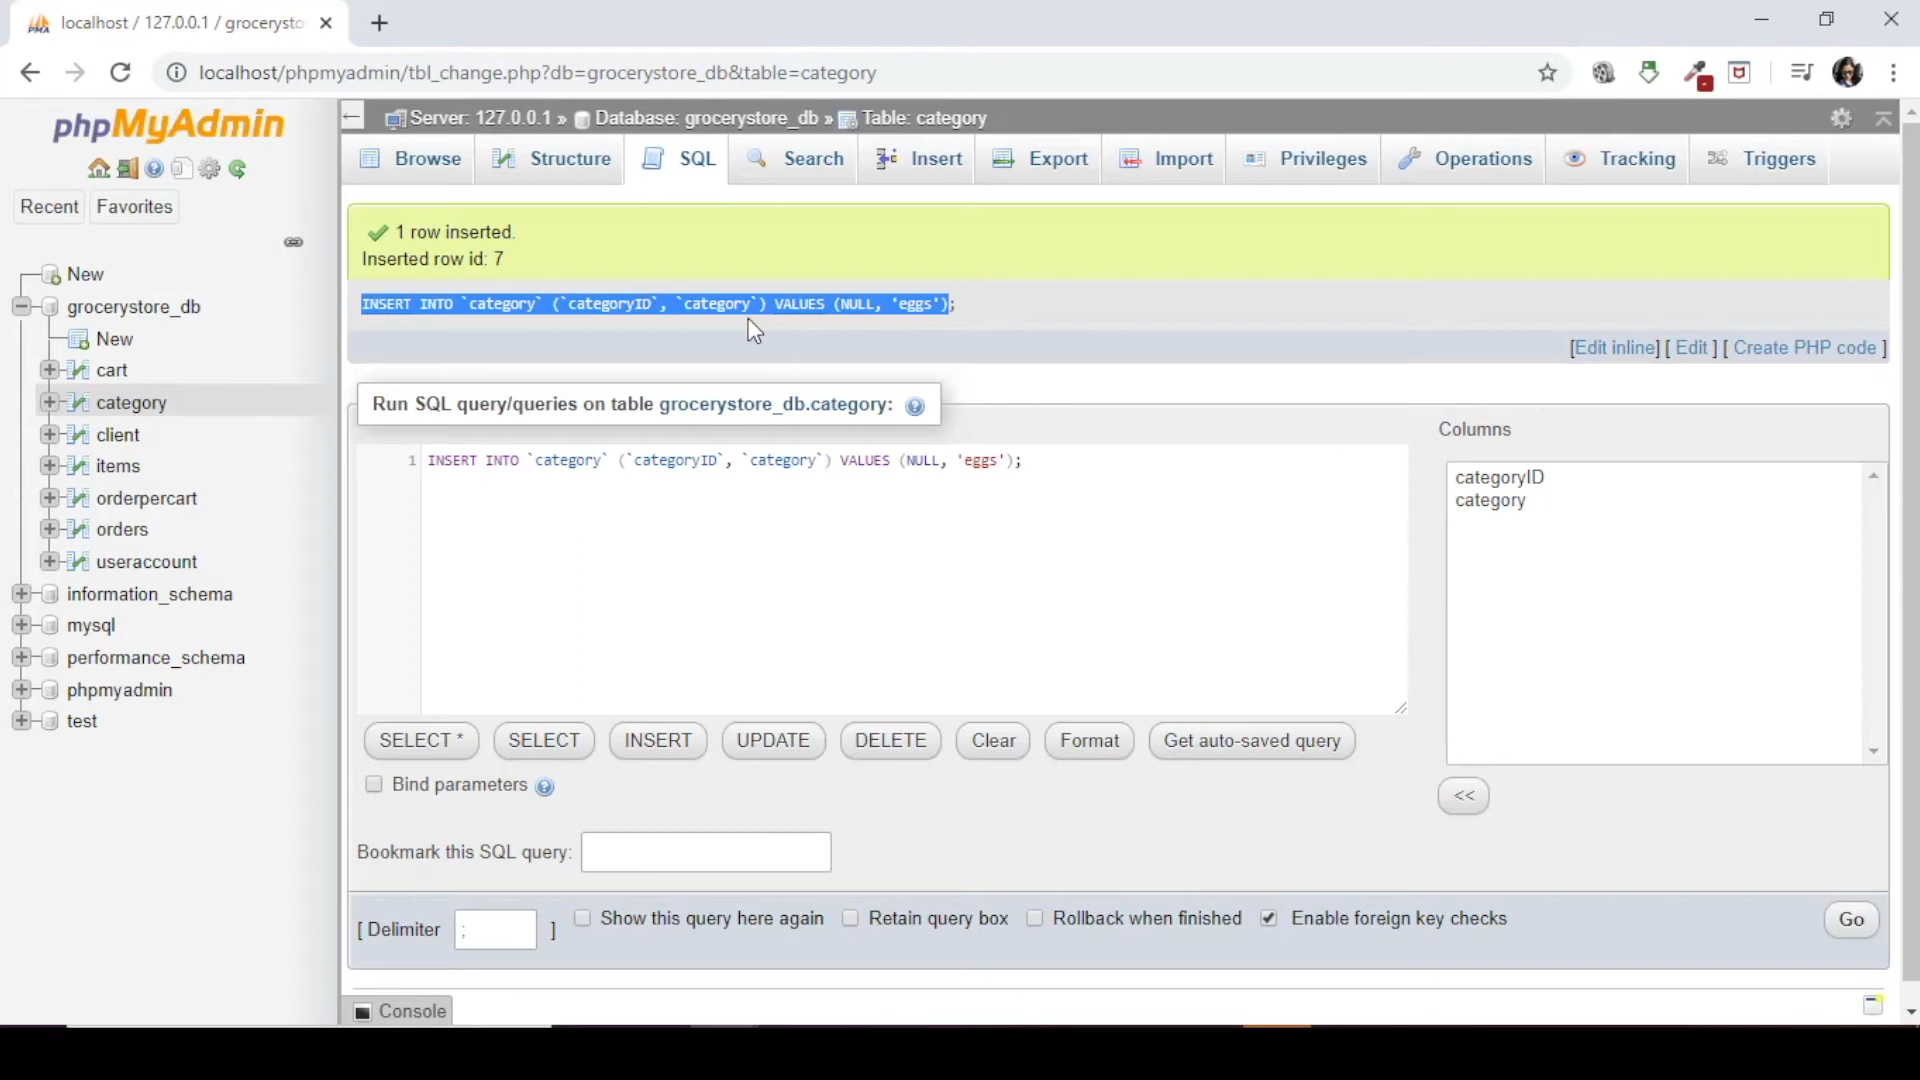 localhost / 127.0.0.1 / grocerysto
localhost/phpmyadmin/tbl_change.php?db=grocerystore_db&table=category
phpMyAdmin
Recent
Favorites
New
grocerystore_db
New
cart
category
client
items
orderpercart
orders
useraccount
information_schema
mysql
performance_schema
phpmyadmin
test
Server: 127.0.0.1 » Database: grocerystore_db » Table: category
Browse
Structure
SQL
Search
Insert
Export
Import
Privileges
Operations
Tracking
Triggers
1 row inserted.
Inserted row id: 7
INSERT INTO `category` (`categoryID`, `category`) VALUES (NULL, 'eggs');
[Edit inline] [ Edit ] [ Create PHP code ]
Run SQL query/queries on table grocerystore_db.category:
1 INSERT INTO `category` (`categoryID`, `category`) VALUES (NULL, 'eggs');
Columns
categoryID
category
SELECT *
SELECT
INSERT
UPDATE
DELETE
Clear
Format
Get auto-saved query
<<
Bind parameters
Bookmark this SQL query:
[ Delimiter ; ]
Show this query here again
Retain query box
Rollback when finished
Enable foreign key checks
Go
Console